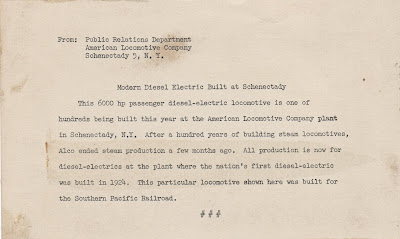 From: Public Relations Department
American Locomotive Company
Schenectady 5, N. Y.
Modern Diesel Electric Built at Schenectady
This 6000 hp passenger diesel-electric locomotive is one of
hundreds being built this year at the American Locomotive Company plant
in Schenectady, N.Y. After a hundred years of building steam locomotives,
Alco ended steam production a few months ago. All production is now for
diesel-electrics at the plant where the nation's first diesel-electric
was built in 1924. This particular locomotive shown here was built for
the Southern Pacific Railroad.
###